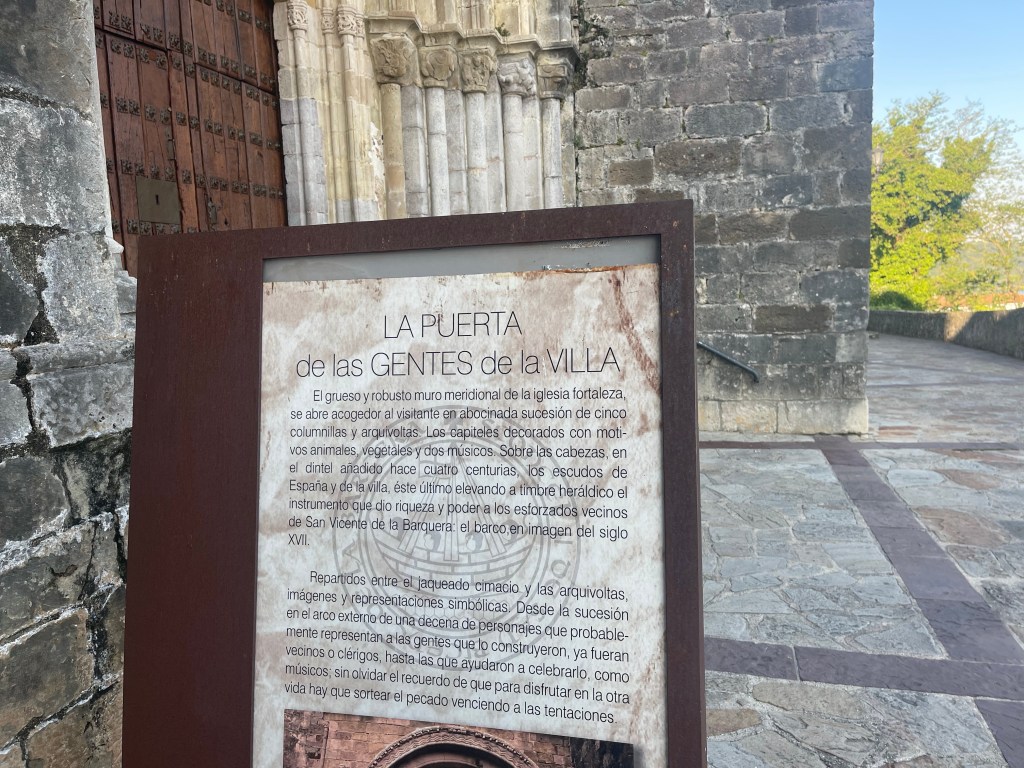 LA PUERTA
de las GENTES de la VILLA
El grueso y robusto muro meridional de la iglesia fortaleza,
se abre acogedor al visitante en abocinada sucesión de cinco
columnillas y arquivoltas. Los capiteles decorados con moti-
vos animales, vegetales y dos músicos. Sobre las cabezas, en
el dintel añadido hace cuatro centurias, los escudos de
España y de la villa, éste último elevando a timbre heráldico el
instrumento que dio riqueza y poder a los esforzados vecinos
de San Vicente de la Barquera: el barco,en imagen del siglo
XVII.
Repartidos entre el jaqueado cimacio y las arquivoltas,
imágenes y representaciones simbólicas. Desde la sucesión
en el arco externo de una decena de personajes que probable-
mente representan a las gentes que lo construyeron, ya fueran
vecinos o clérigos, hasta las que ayudaron a celebrarlo, como
músicos; sin olvidar el recuerdo de que para disfrutar en la otra
vida hay que sortear el pecado venciendo a las tentaciones